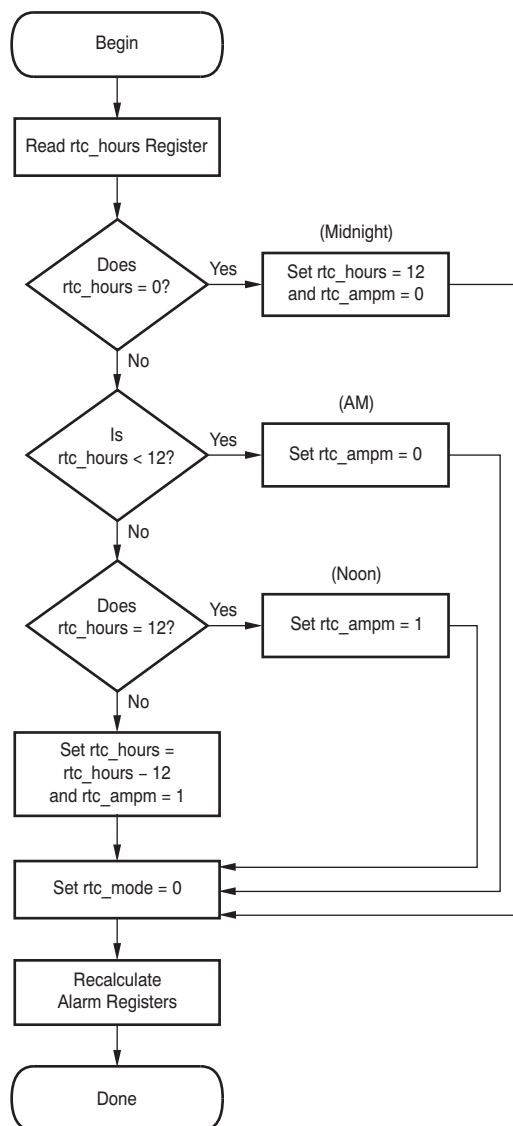 Begin
Read rtc_hours Register
Does
rtc_hours = 0?
Yes
(Midnight)
Set rtc_hours = 12
and rtc_ampm = 0
No
Is
rtc_hours < 12?
Yes
(AM)
Set rtc_ampm = 0
No
Does
rtc_hours = 12?
Yes
(Noon)
Set rtc_ampm = 1
No
Set rtc_hours =
rtc_hours – 12
and rtc_ampm = 1
Set rtc_mode = 0
Recalculate
Alarm Registers
Done